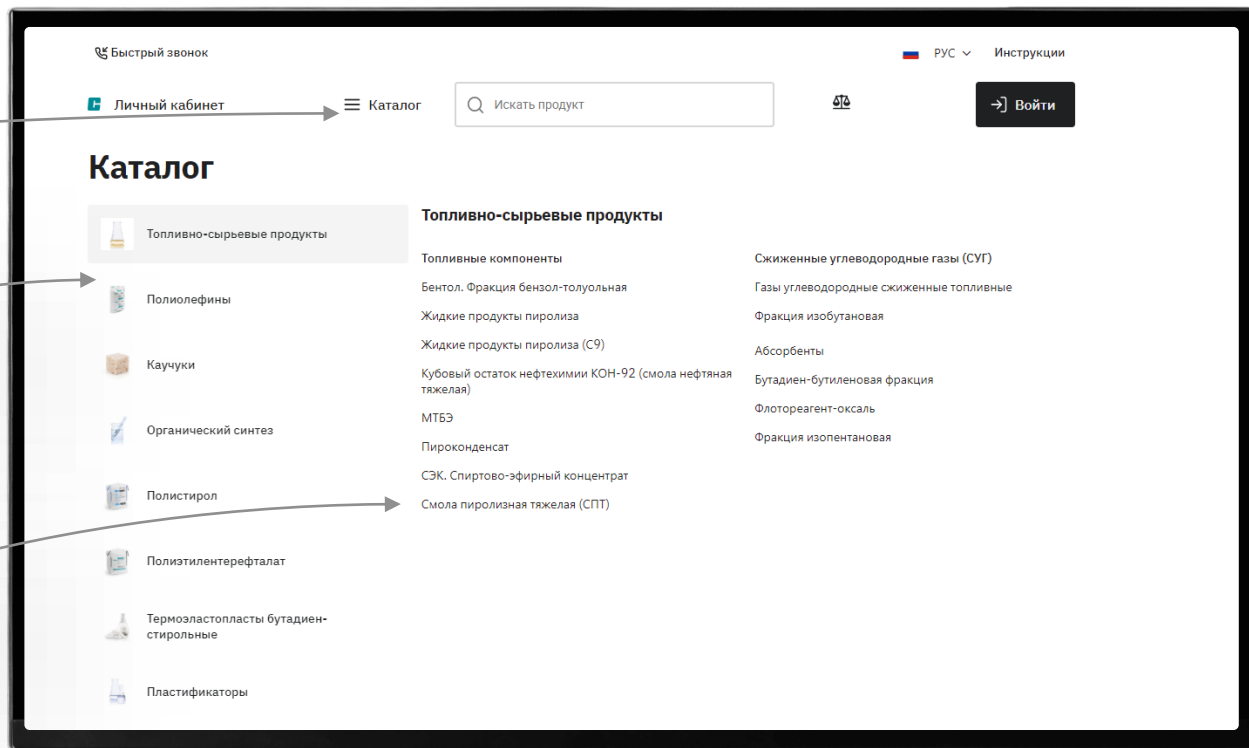 Быстрый звонок
РУС
Инструкции
Личный кабинет
Каталог
Искать продукт
Войти
Каталог
Топливно-сырьевые продукты
Полиолефины
Каучуки
Органический синтез
Полистирол
Полиэтилентерефталат
Термоэластопласты бутадиен-
стирольные
Пластификаторы
Топливно-сырьевые продукты
Топливные компоненты
Бентол. Фракция бензол-толуольная
Жидкие продукты пиролиза
Жидкие продукты пиролиза (С9)
Кубовый остаток нефтехимии КОН-92 (смола нефтяная
тяжелая)
МТБЭ
Пироконденсат
СЭК. Спиртово-эфирный концентрат
Смола пиролизная тяжелая (СПТ)
Сжиженные углеводородные газы (СУГ)
Газы углеводородные сжиженные топливные
Фракция изобутановая
Абсорбенты
Бутадиен-бутиленовая фракция
Флотореагент-оксаль
Фракция изопентановая